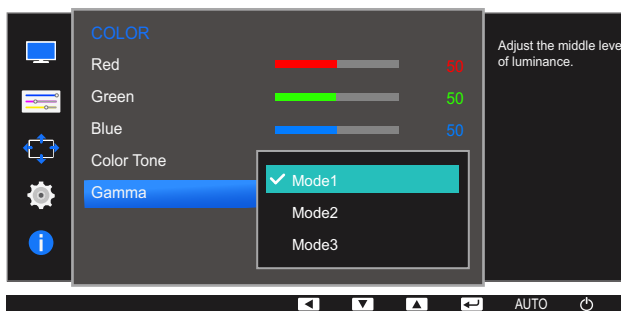 COLOR
Red 50
Green 50
Blue 50
Color Tone
Gamma
Mode1
Mode2
Mode3
Adjust the middle leve
of luminance.
AUTO